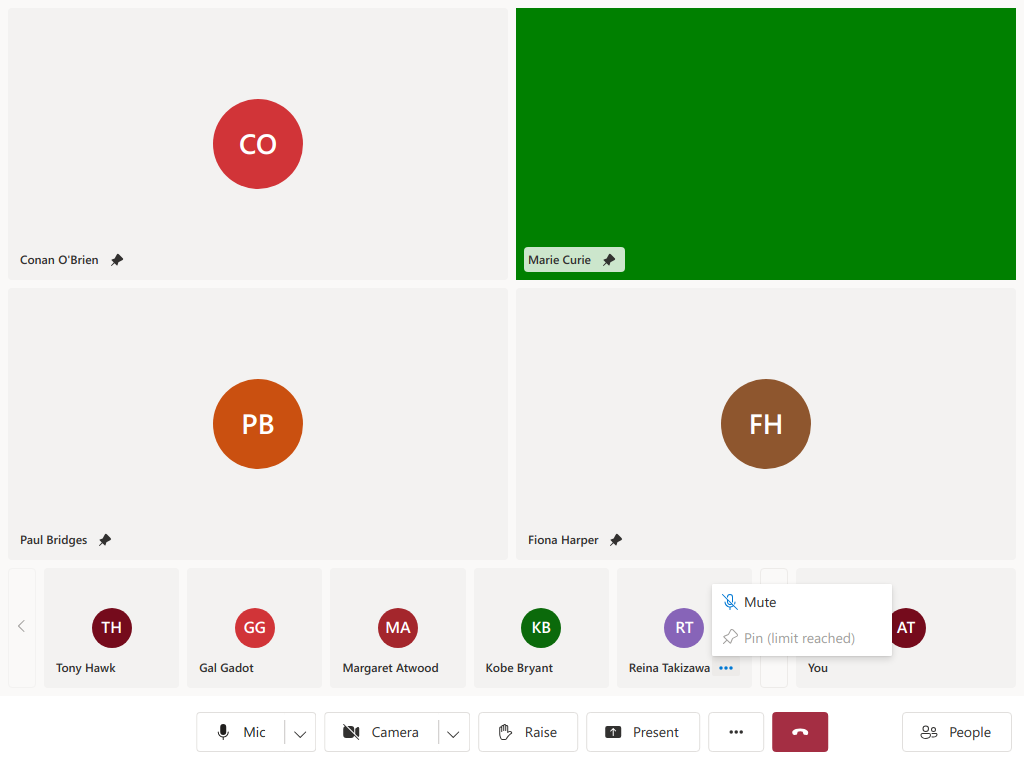 CO
Conan O'Brien
Marie Curie
PB
Paul Bridges
FH
Fiona Harper
TH
Tony Hawk
GG
Gal Gadot
MA
Margaret Atwood
KB
Kobe Bryant
RT
Reina Takizawa
Mute
Pin (limit reached)
AT
You
Mic
Camera
Raise
Present
People